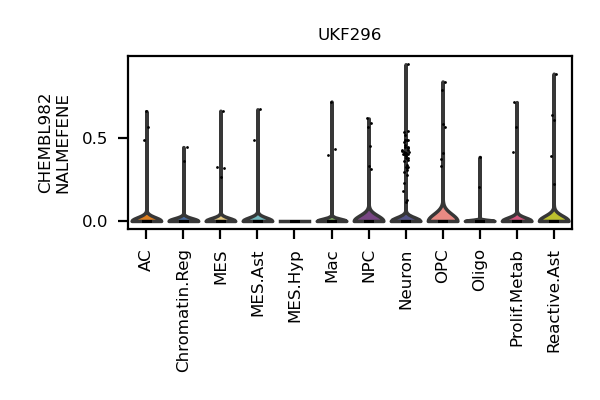 UKF296
CHEMBL982
NALMEFENE
0.5
0.0
AC
Chromatin.Reg
MES
MES.Ast
MES.Hyp
Mac
NPC
Neuron
OPC
Oligo
Prolif.Metab
Reactive.Ast